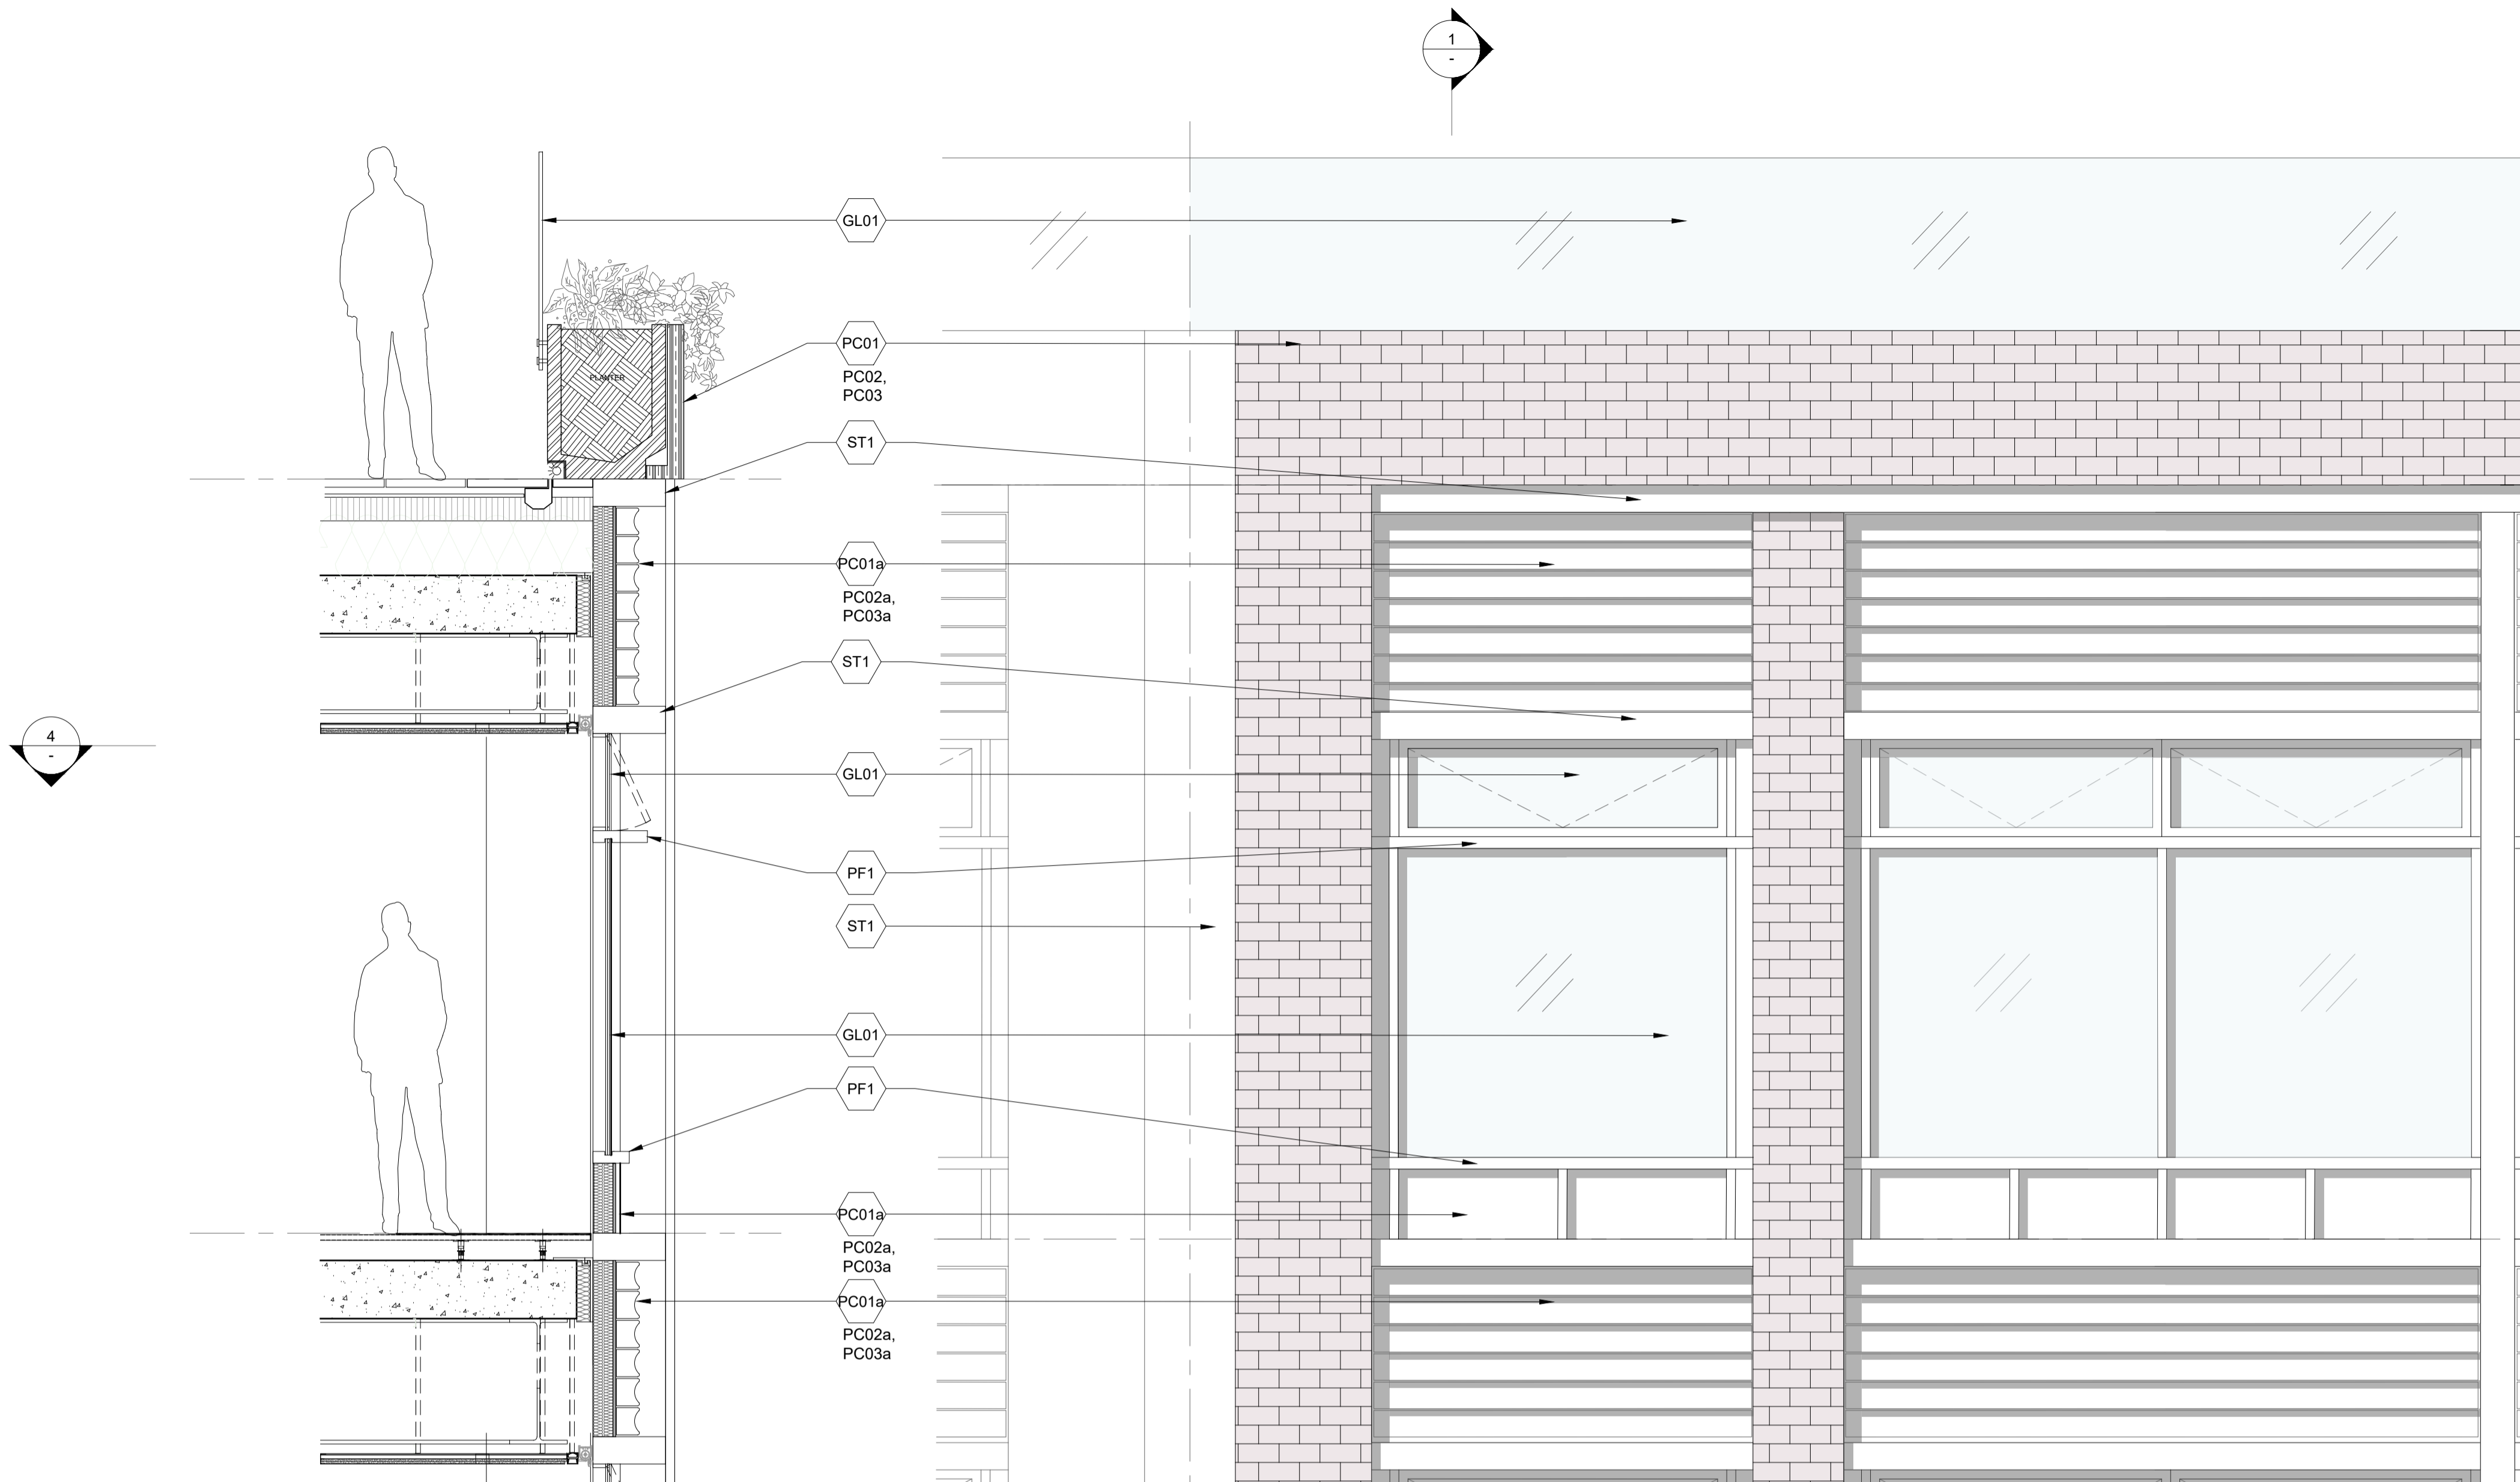 1
-
GL01
PC01
PC02,
PC03
PLANTER
ST1
PC01a
PC02a,
PC03a
ST1
4
-
GL01
PF1
ST1
GL01
PF1
PC01a
PC02a,
PC03a
PC01a
PC02a,
PC03a